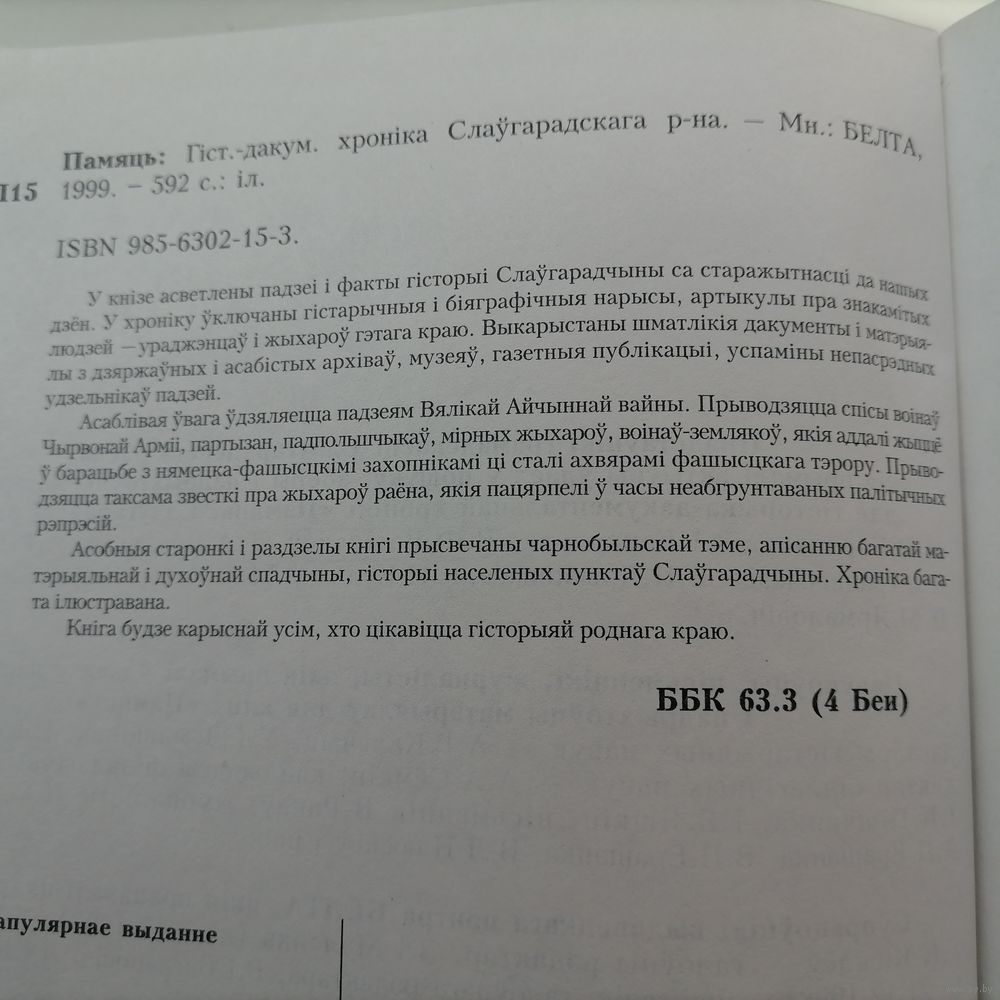 Памяць: Гіст.-дакум. хроніка Слаўгарадскага р-на. — Мн.: БЕЛТА,
П15 1999. – 592 с.: іл.
ISBN 985-6302-15-3.
У кнізе асветлены падзеі і факты гісторыі Слаўгарадчыны са старажытнасці да нашых
дзён. У хроніку ўключаны гістарычныя і біяграфічныя нарысы, артыкулы пра знакамітых
людзей — ураджэнцаў і жыхароў гэтага краю. Выкарыстаны шматлікія дакументы і матэрыя-
лы з дзяржаўных і асабістых архіваў, музеяў, газетныя публікацыі, успаміны непасрэдных
удзельнікаў падзей.
Асаблівая ўвага ўдзяляецца падзеям Вялікай Айчыннай вайны. Прыводзяцца спісы воінаў
Чырвонай Арміі, партызан, падпольшчыкаў, мірных жыхароў, воінаў-землякоў, якія аддалі жыццё
ў барацьбе з нямецка-фашысцкімі захопнікамі ці сталі ахвярамі фашысцкага тэрору. Прыво-
дзяцца таксама звесткі пра жыхароў раёна, якія пацярпелі ў часы неабгрунтаваных палітычных
рэпрэсій.
Асобныя старонкі і раздзелы кнігі прысвечаны чарнобыльскай тэме, апісанню багатай ма-
тэрыяльнай і духоўнай спадчыны, гісторыі населеных пунктаў Слаўгарадчыны. Хроніка бага-
та ілюстравана.
Кніга будзе карыснай усім, хто цікавіцца гісторыяй роднага краю.
ББК 63.3 (4 Беи)
апулярнае выданне